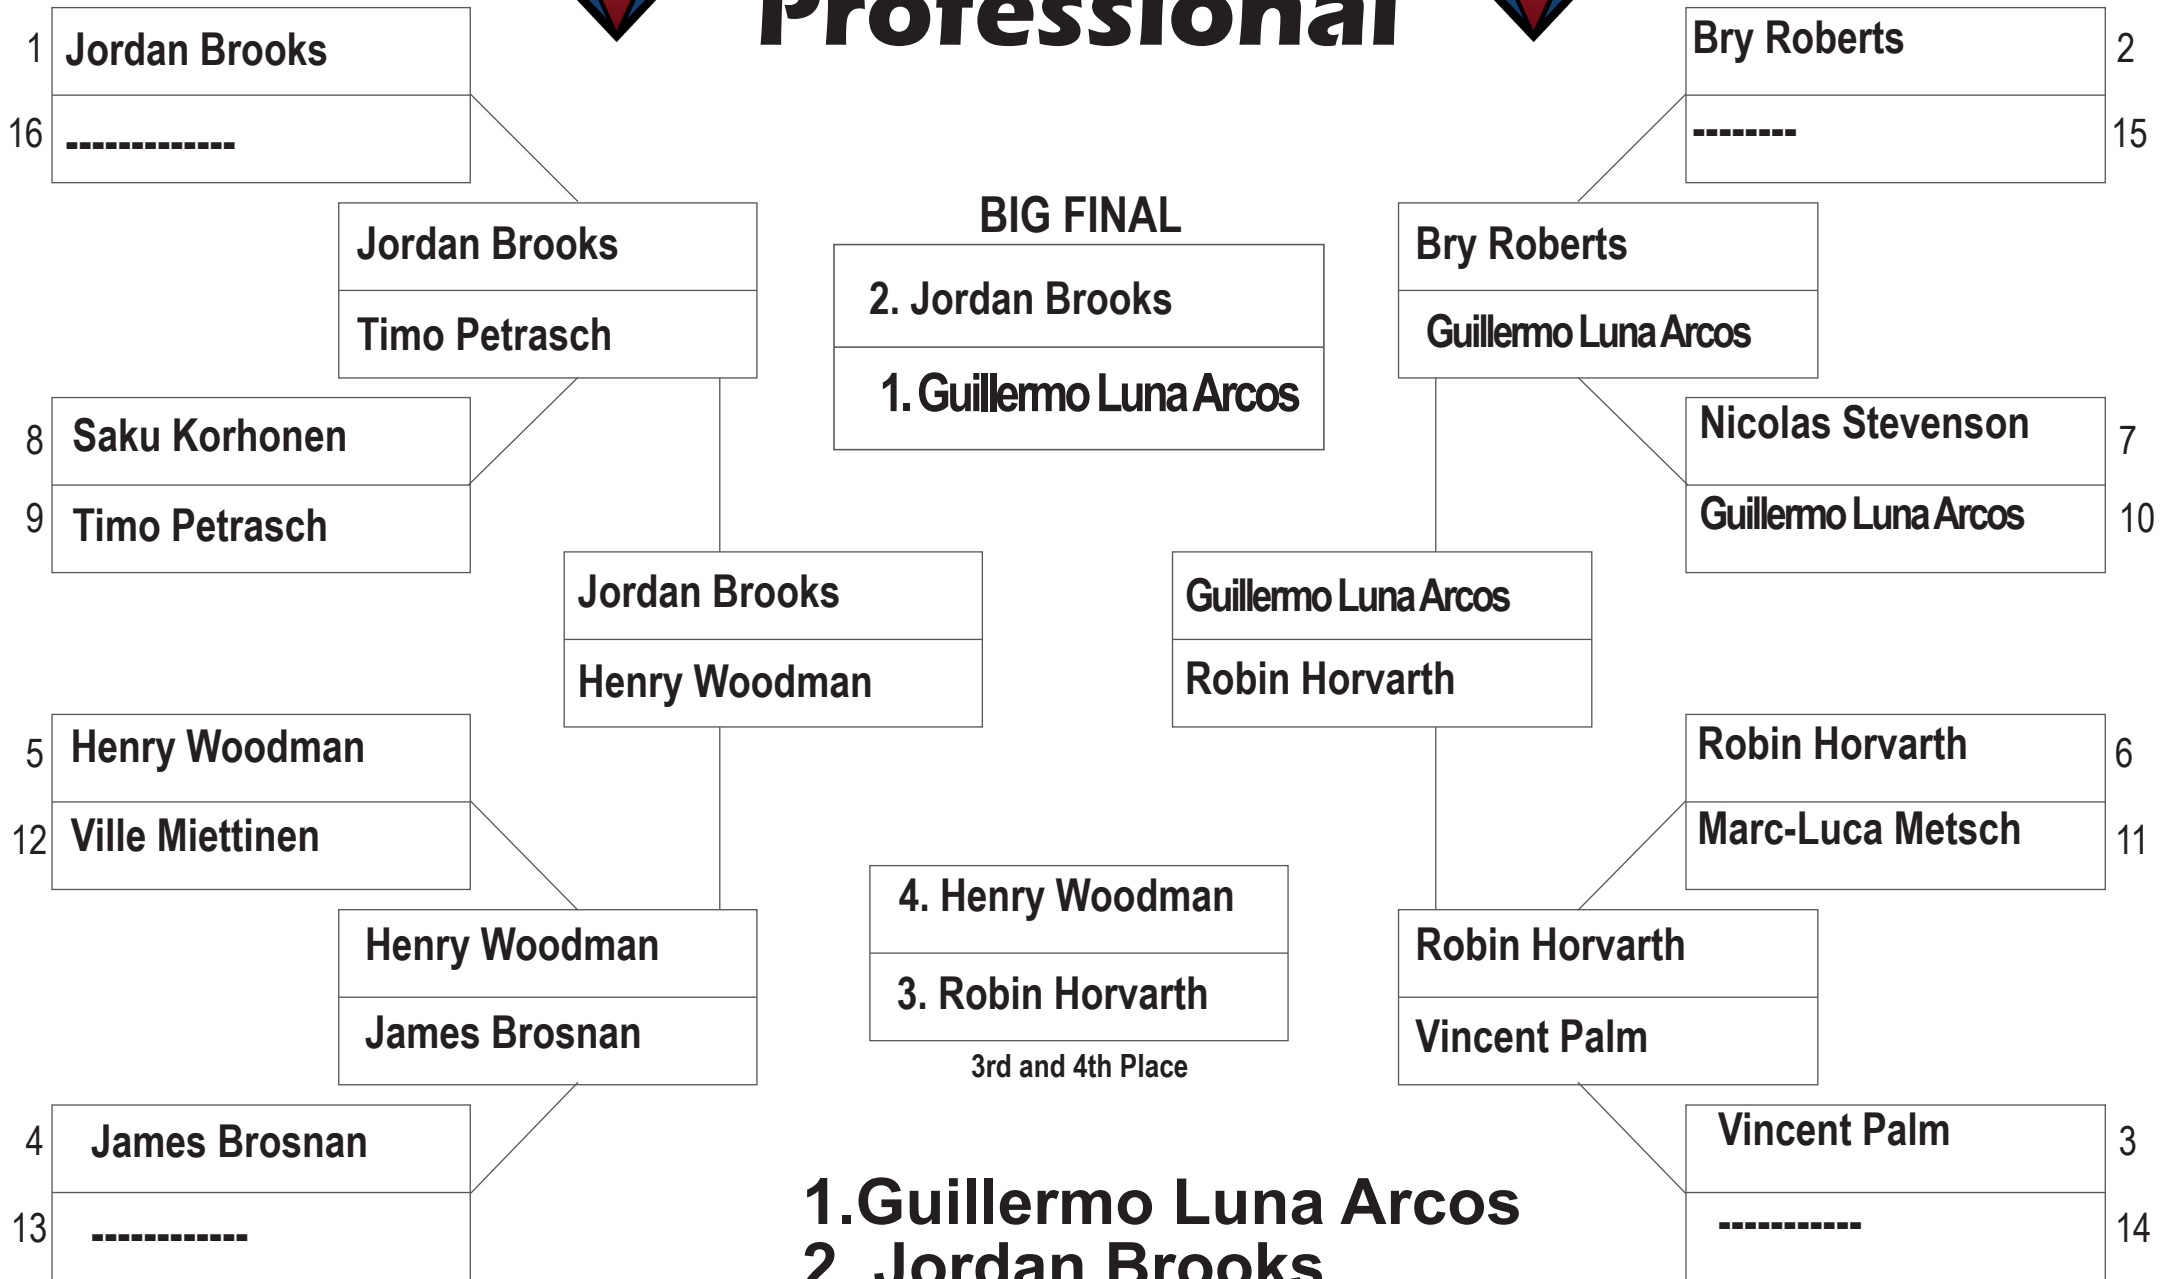 Professional
1 Jordan Brooks
16 -------------
Jordan Brooks
Timo Petrasch
8 Saku Korhonen
9 Timo Petrasch
Jordan Brooks
Henry Woodman
5 Henry Woodman
12 Ville Miettinen
Henry Woodman
James Brosnan
4 James Brosnan
13 ------------
BIG FINAL
2. Jordan Brooks
1. Guillermo Luna Arcos
4. Henry Woodman
3. Robin Horvarth
3rd and 4th Place
Bry Roberts 2
-------- 15
Bry Roberts
Guillermo Luna Arcos
Nicolas Stevenson 7
Guillermo Luna Arcos 10
Guillermo Luna Arcos
Robin Horvarth
Robin Horvarth 6
Marc-Luca Metsch 11
Robin Horvarth
Vincent Palm
Vincent Palm 3
----------- 14
1.Guillermo Luna Arcos
2. Jordan Brooks